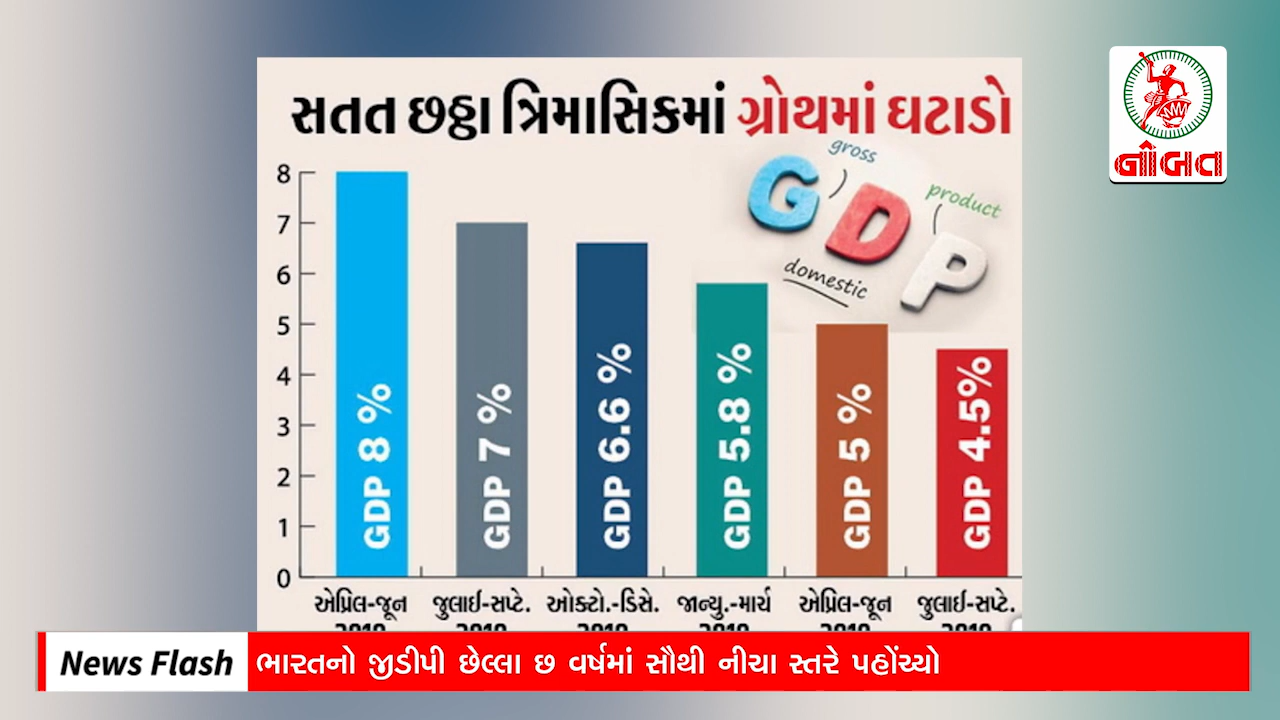 નોબત
સતત છઠ્ઠા ત્રિમાસિકમાં ગ્રોથમાં ઘટાડો
gross
product
domestic
GDP
8
7
6
5
4
3
2
1
0
GDP 8 %
GDP 7 %
GDP 6.6 %
GDP 5.8 %
GDP 5 %
GDP 4.5%
એપ્રિલ-જૂન
જુલાઈ-સપ્ટે.
ઓક્ટો.-ડિસે.
જાન્યુ.-માર્ચ
એપ્રિલ-જૂન
જુલાઈ-સપ્ટે.
News Flash
ભારતનો જીડીપી છેલ્લા છ વર્ષમાં સૌથી નીચા સ્તરે પહોંચ્યો